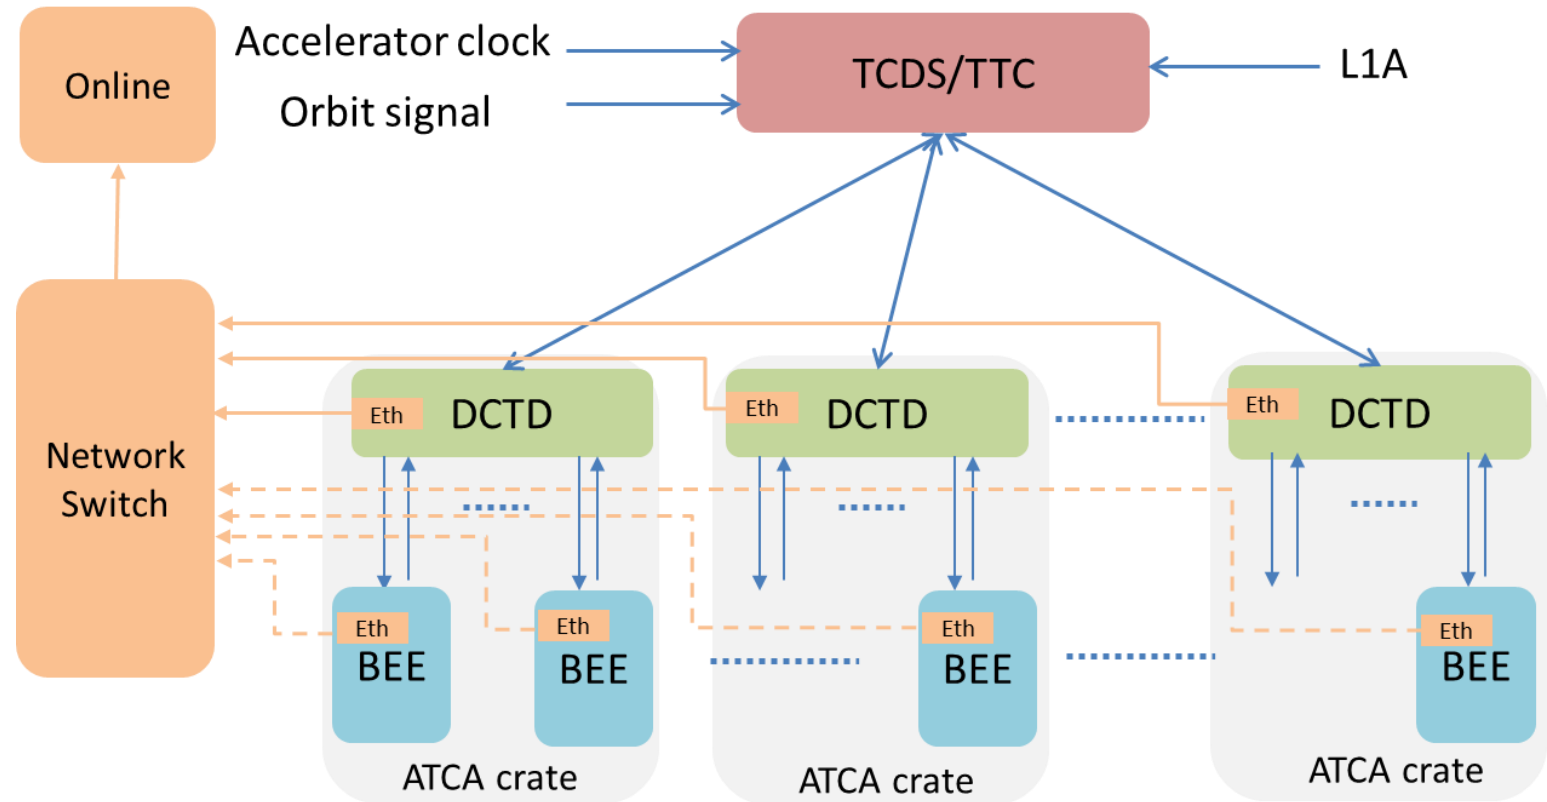 Online
Accelerator clock
Orbit signal
TCDS/TTC
L1A
Network
Switch
Eth
DCTD
Eth
DCTD
Eth
DCTD
Eth
BEE
Eth
BEE
Eth
BEE
Eth
BEE
ATCA crate
ATCA crate
ATCA crate